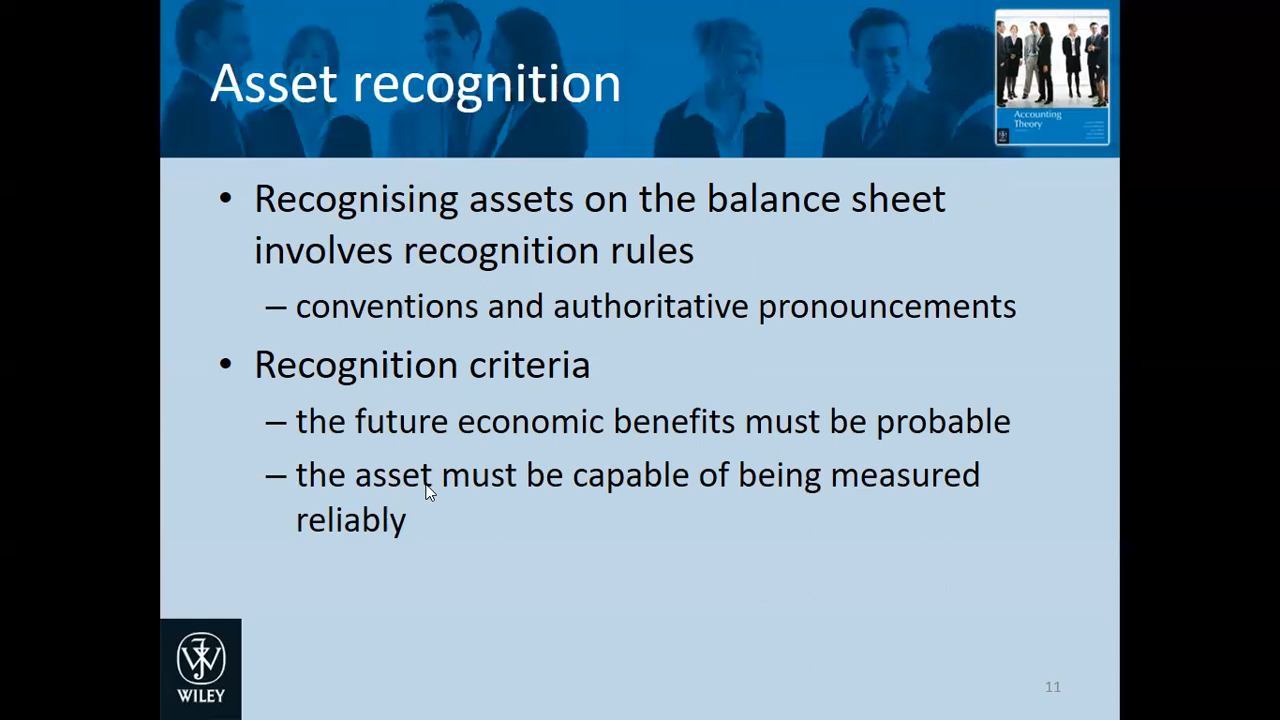 Asset recognition
Accounting
Theory
• Recognising assets on the balance sheet
involves recognition rules
– conventions and authoritative pronouncements
• Recognition criteria
– the future economic benefits must be probable
– the asset must be capable of being measured
reliably
WILEY
11